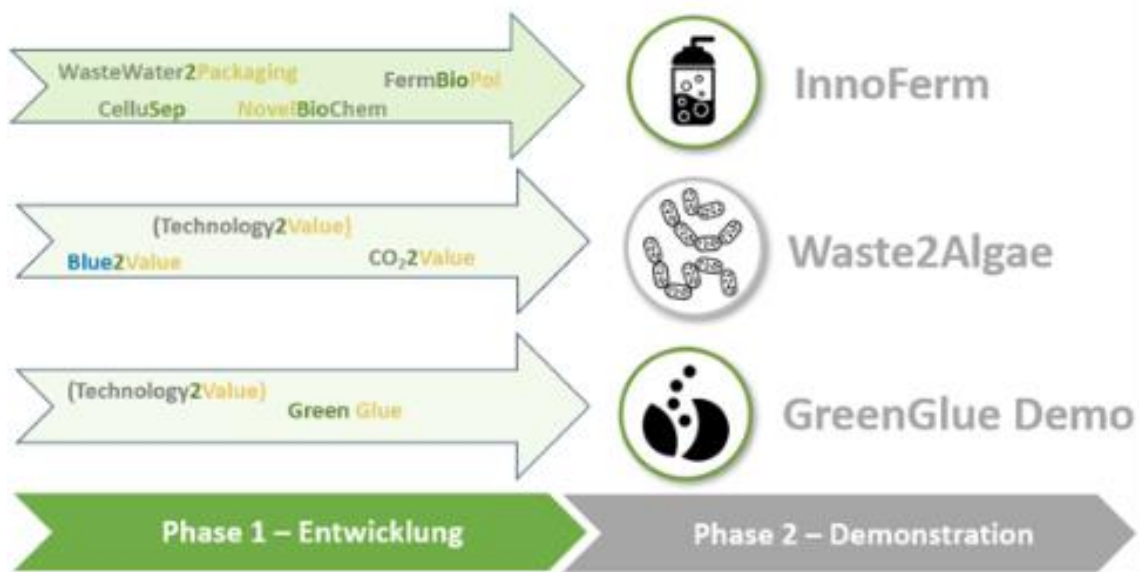 WasteWater2Packaging
FermBioPol
CelluSep
NovelBioChem
InnoFerm
(Technology2Value)
Blue2Value
CO₂2Value
Waste2Algae
(Technology2Value)
Green Glue
GreenGlue Demo
Phase 1 – Entwicklung
Phase 2 – Demonstration